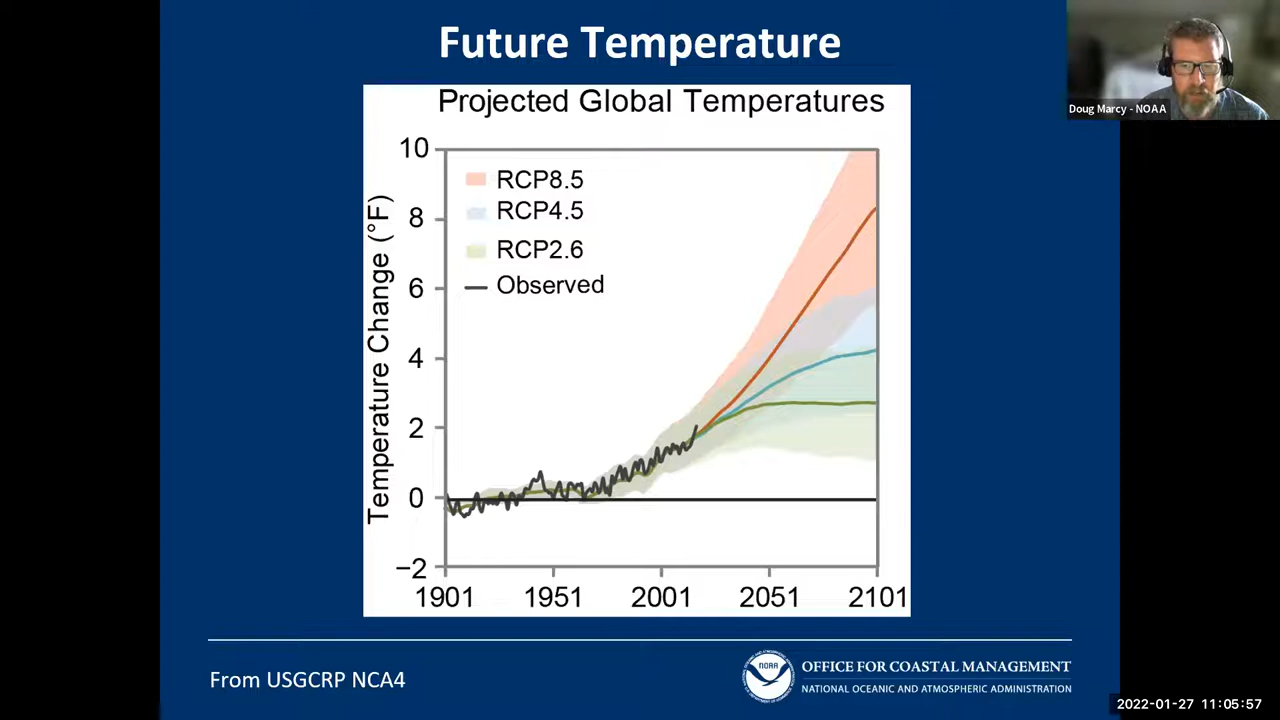 Future Temperature
Doug Marcy - NOAA
Projected Global Temperatures
Temperature Change (°F)
10
8
6
4
2
0
−2
RCP8.5
RCP4.5
RCP2.6
Observed
1901 1951 2001 2051 2101
From USGCRP NCA4
NOAA
OFFICE FOR COASTAL MANAGEMENT
NATIONAL OCEANIC AND ATMOSPHERIC ADMINISTRATION
2022-01-27 11:05:57